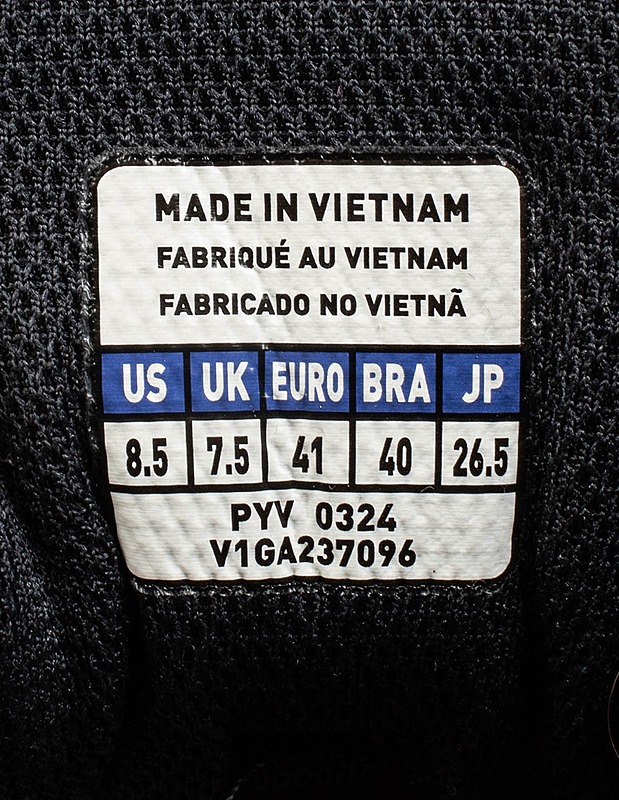 MADE IN VIETNAM
FABRIQUÉ AU VIETNAM
FABRICADO NO VIETNÃ
US UK EURO BRA JP
8.5 7.5 41 40 26.5
PYV 0324
V1GA237096